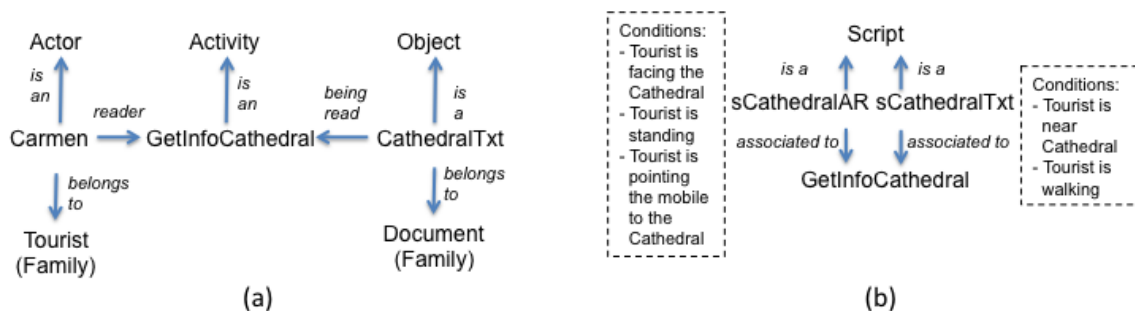 Actor
Activity
Object
is
an
is
an
being
read
is
a
reader
Carmen
GetInfoCathedral
CathedralTxt
belongs
to
belongs
to
Tourist
(Family)
Document
(Family)
(a)
Conditions:
- Tourist is
facing the
Cathedral
- Tourist is
standing
- Tourist is
pointing
the mobile
to the
Cathedral
Script
is a
is a
sCathedralAR
sCathedralTxt
associated to
associated to
GetInfoCathedral
Conditions:
- Tourist is
near
Cathedral
- Tourist is
walking
(b)